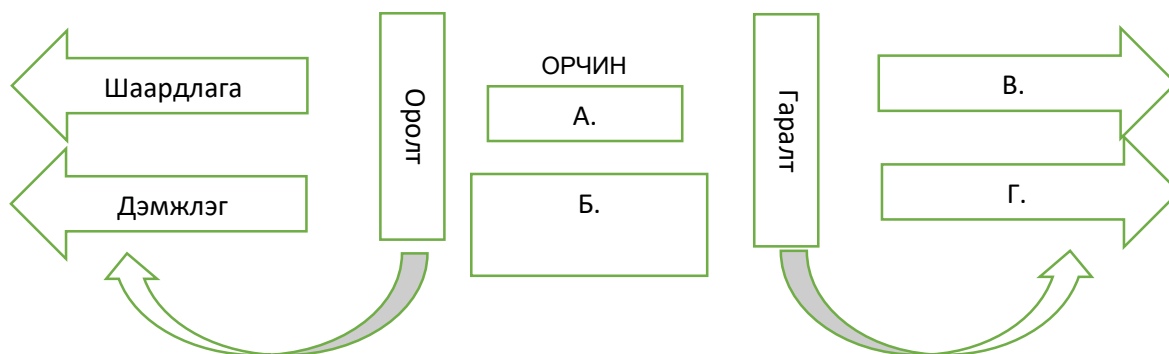 Шаардлага
Дэмжлэг
Оролт
ОРЧИН
А.
Б.
Гаралт
В.
Г.